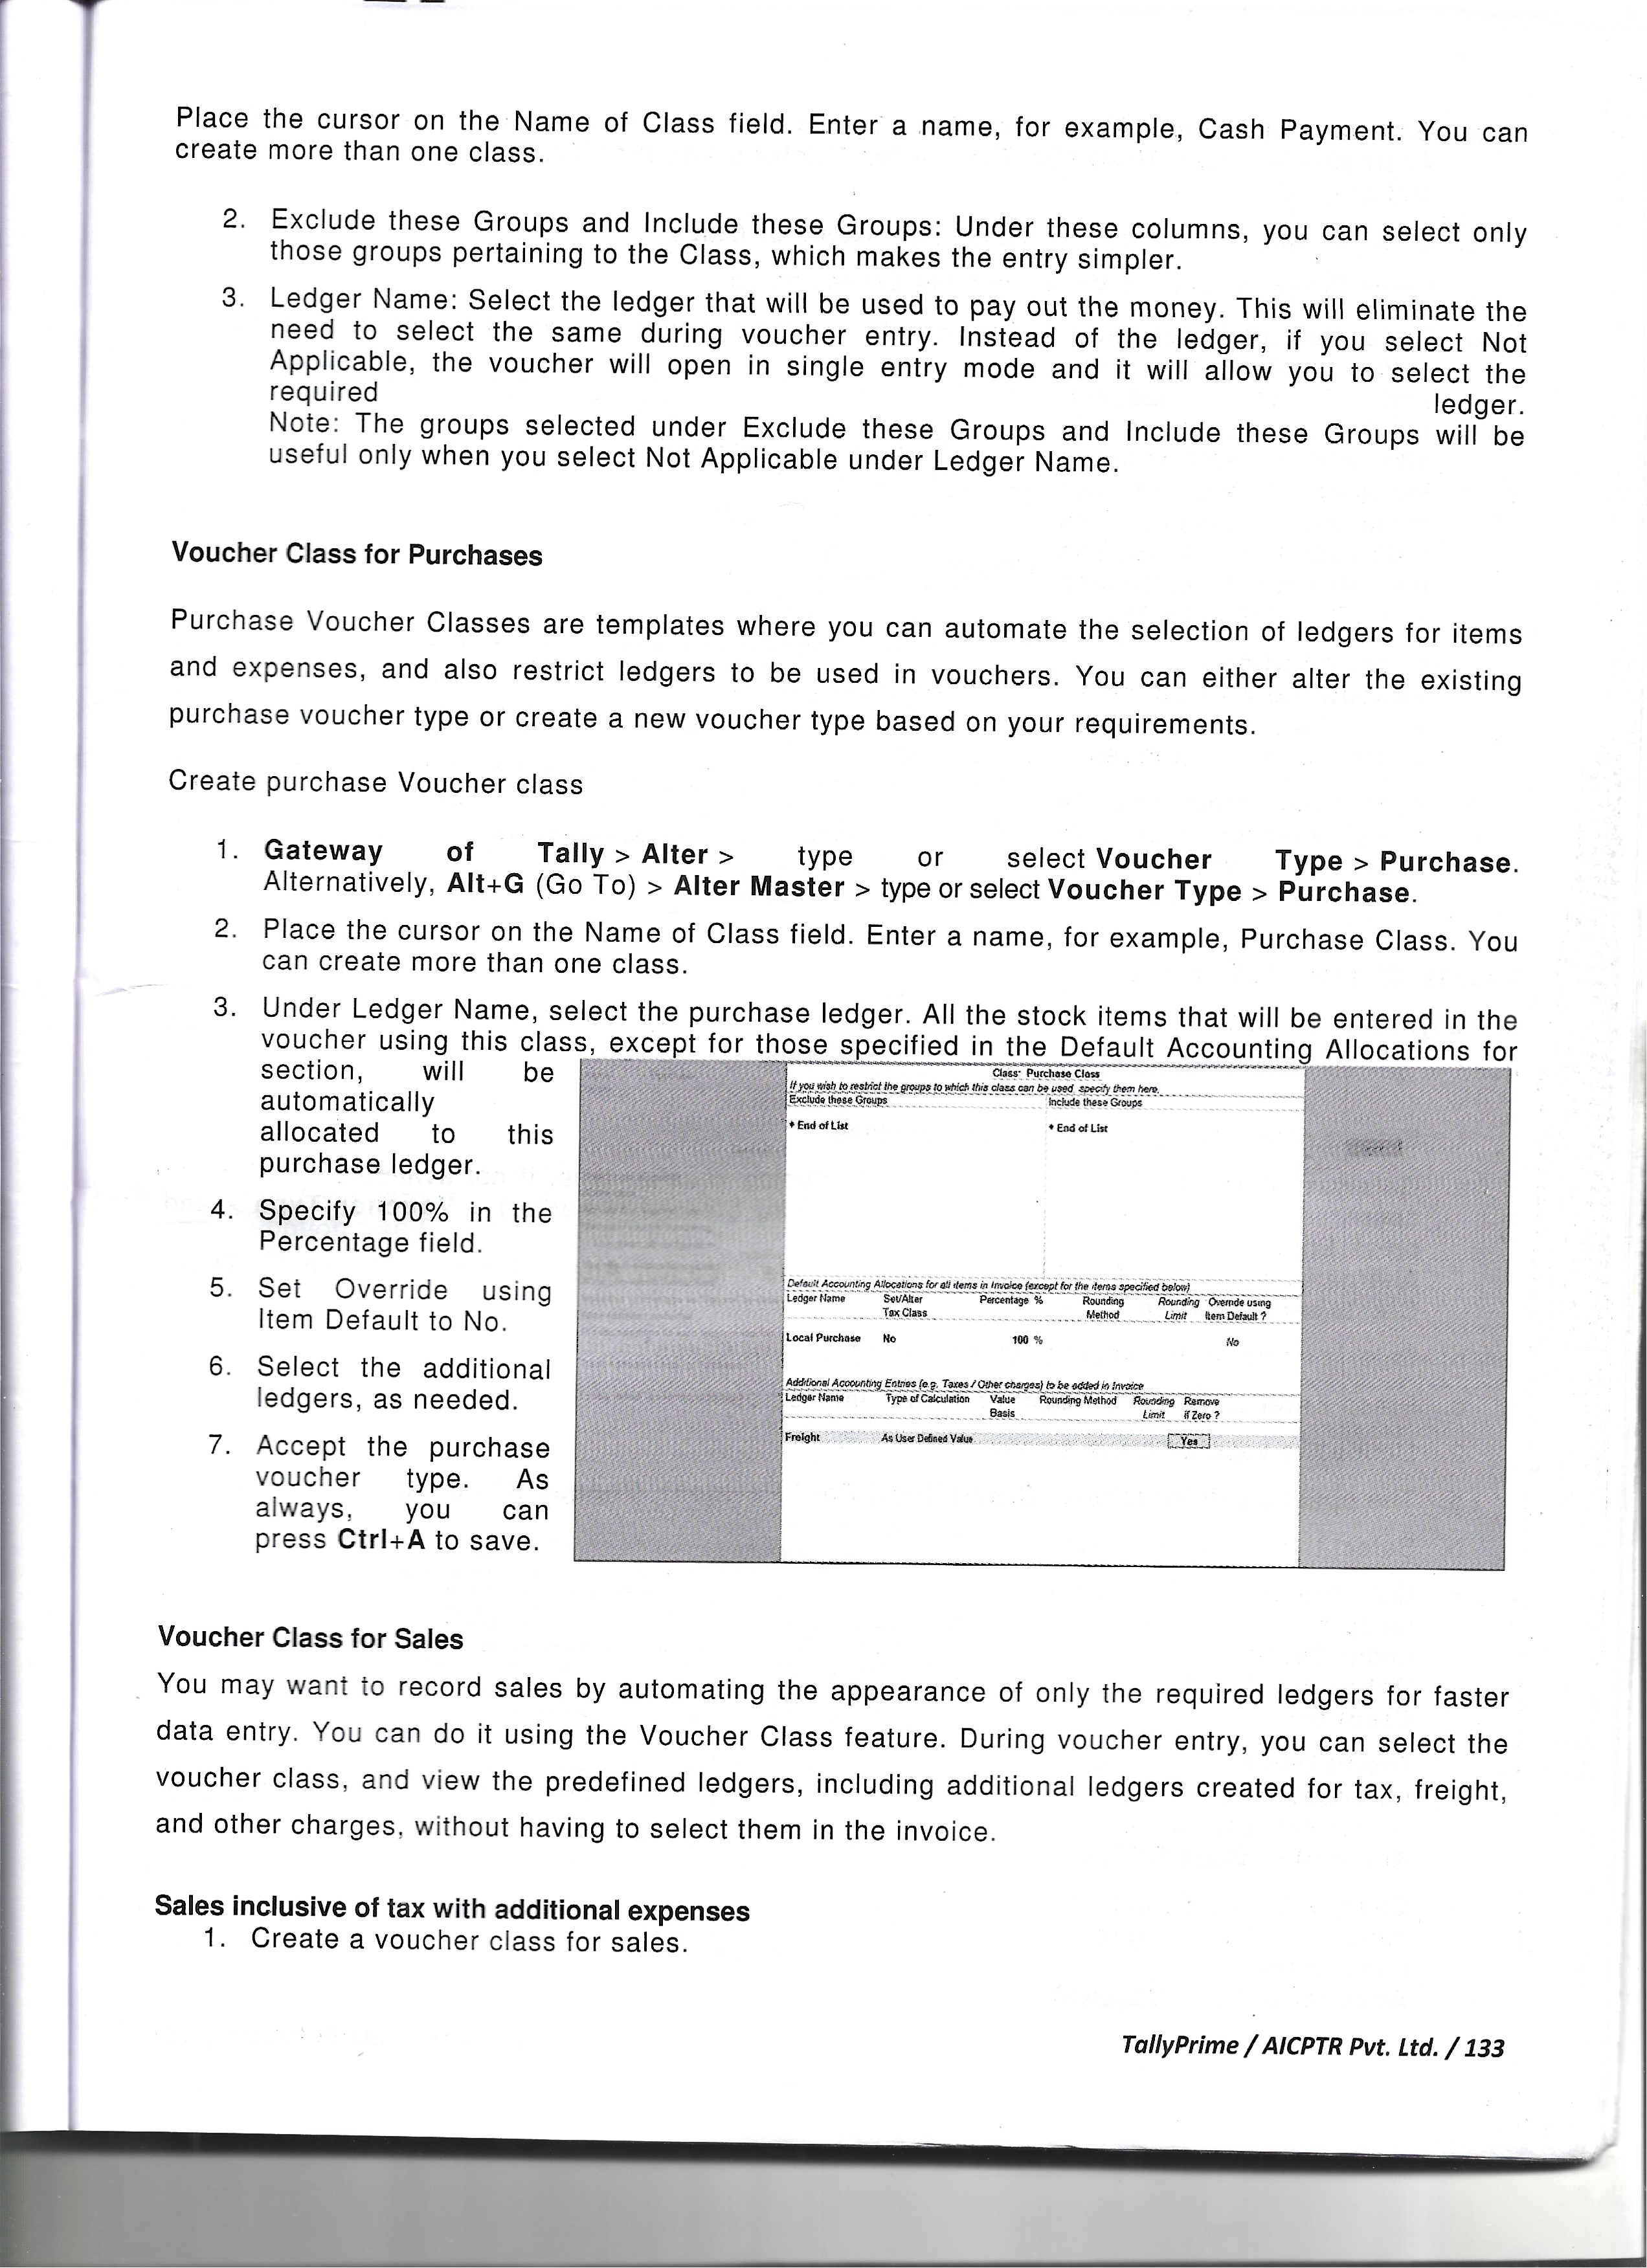 Place the cursor on the Name of Class field. Enter a name, for example, Cash Payment. You can
create more than one class.
2. Exclude these Groups and Include these Groups: Under these columns, you can select only
those groups pertaining to the Class, which makes the entry simpler.
3. Ledger Name: Select the ledger that will be used to pay out the money. This will eliminate the
need to select the same during voucher entry. Instead of the ledger, if you select Not
Applicable, the voucher will open in single entry mode and it will allow you to select the
required ledger.
Note: The groups selected under Exclude these Groups and Include these Groups will be
useful only when you select Not Applicable under Ledger Name.
Voucher Class for Purchases
Purchase Voucher Classes are templates where you can automate the selection of ledgers for items
and expenses, and also restrict ledgers to be used in vouchers. You can either alter the existing
purchase voucher type or create a new voucher type based on your requirements.
Create purchase Voucher class
1. Gateway of Tally > Alter > type or select Voucher Type > Purchase.
Alternatively, Alt+G (Go To) > Alter Master > type or select Voucher Type > Purchase.
2. Place the cursor on the Name of Class field. Enter a name, for example, Purchase Class. You
can create more than one class.
3. Under Ledger Name, select the purchase ledger. All the stock items that will be entered in the
voucher using this class, except for those specified in the Default Accounting Allocations for
section, will be
automatically
allocated to this
purchase ledger.
4. Specify 100% in the
Percentage field.
5. Set Override using
Item Default to No.
6. Select the additional
ledgers, as needed.
7. Accept the purchase
voucher type. As
always, you can
press Ctrl+A to save.
Class: Purchase Class
If you wish to restrict the groups to which this class can be used, specify them here.
Exclude these Groups Include these Groups
♦ End of List ♦ End of List
Default Accounting Allocations for all items in Invoice (except for the items specified below)
Ledger Name Set/Alter Percentage % Rounding Rounding Override using
Tax Class Method Limit Item Default ?
Local Purchase No 100 % No
Additional Accounting Entries (e.g. Taxes / Other charges) to be added in Invoice
Ledger Name Type of Calculation Value Rounding Method Rounding Remove
Basis Limit if Zero ?
Freight As User Defined Value Yes
Voucher Class for Sales
You may want to record sales by automating the appearance of only the required ledgers for faster
data entry. You can do it using the Voucher Class feature. During voucher entry, you can select the
voucher class, and view the predefined ledgers, including additional ledgers created for tax, freight,
and other charges, without having to select them in the invoice.
Sales inclusive of tax with additional expenses
1. Create a voucher class for sales.
TallyPrime / AICPTR Pvt. Ltd. / 133